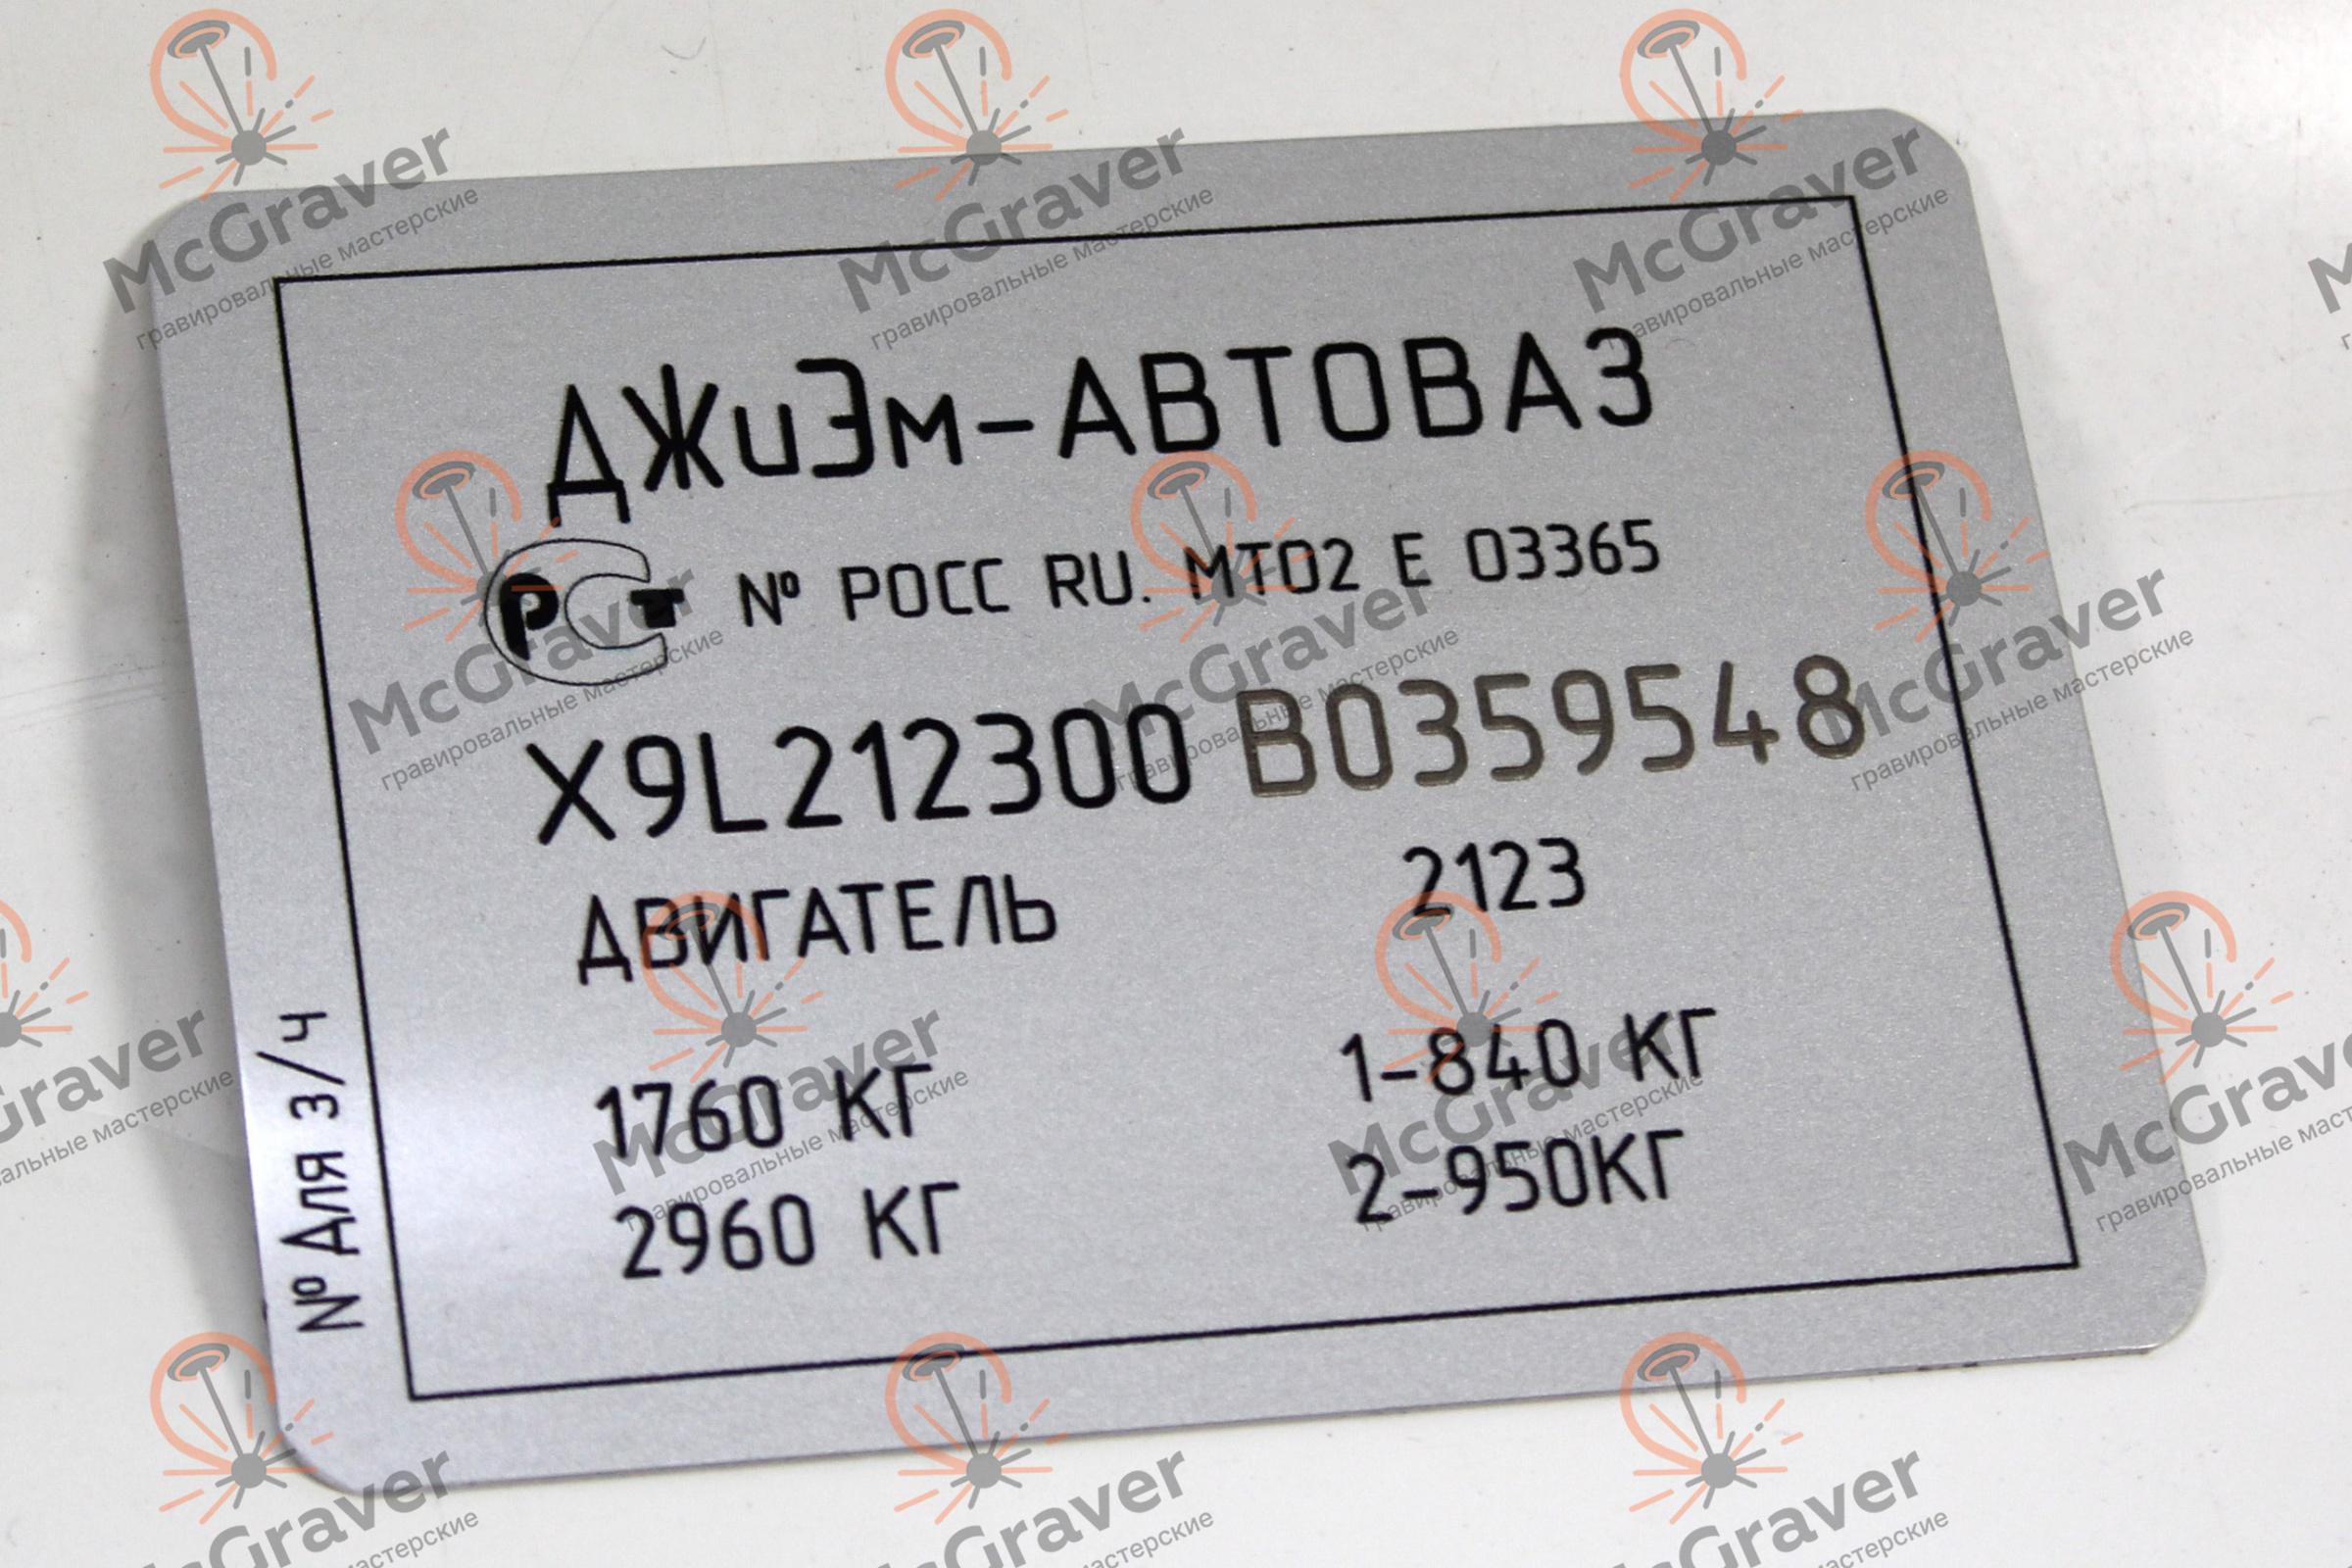 ДЖиЭм-АВТОВАЗ
РСТ № РОСС RU. МТ02 Е 03365
X9L212300 B0359548
ДВИГАТЕЛЬ 2123
1760 КГ 1-840 КГ
2960 КГ 2-950КГ
№ Для з/ч
McGraver
гравировальные мастерские